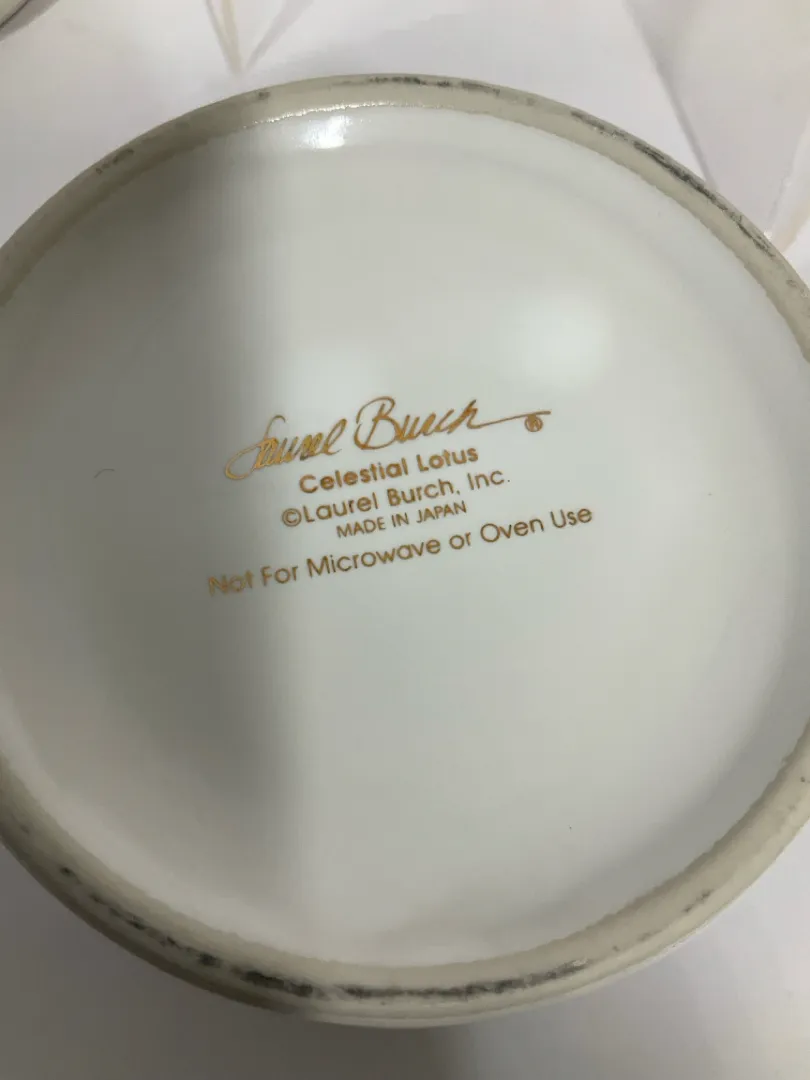 Laurel Burch®
Celestial Lotus
©Laurel Burch, Inc.
MADE IN JAPAN
Not For Microwave or Oven Use